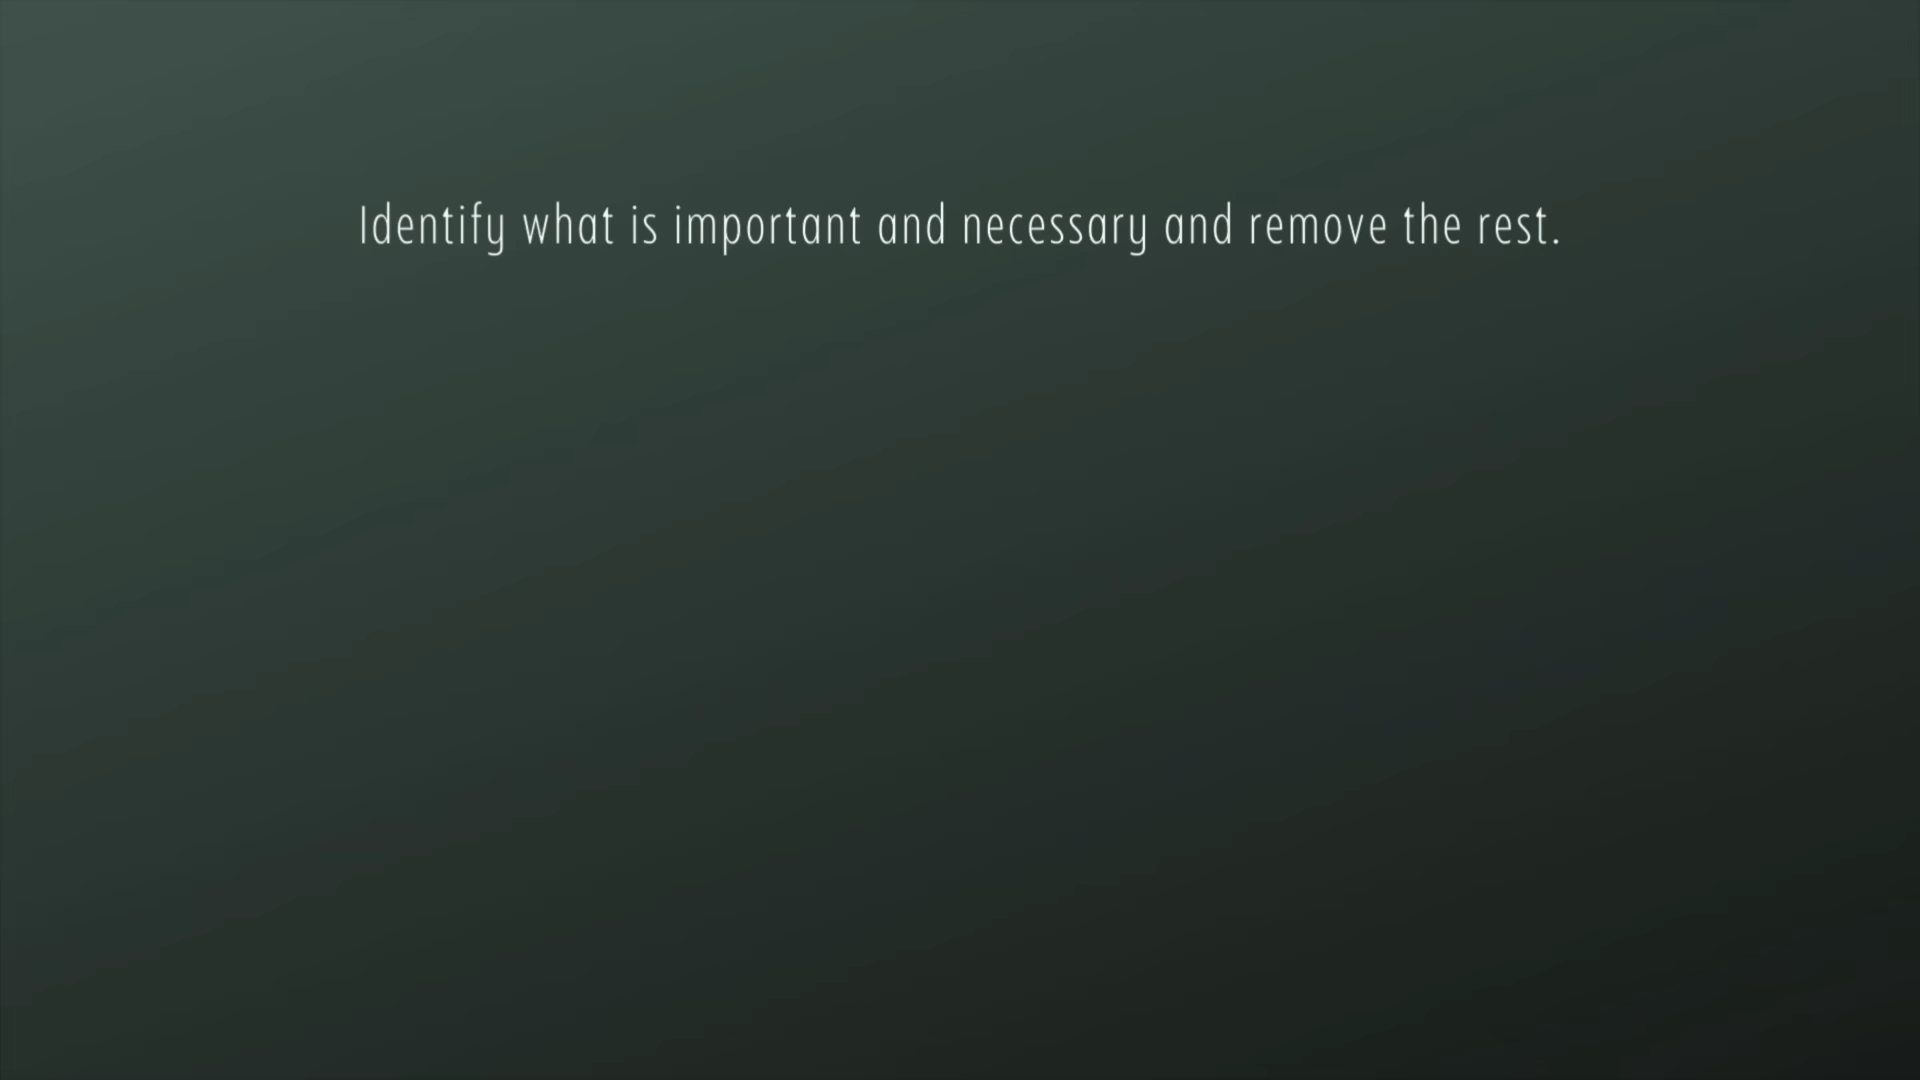 Identify what is important and necessary and remove the rest.